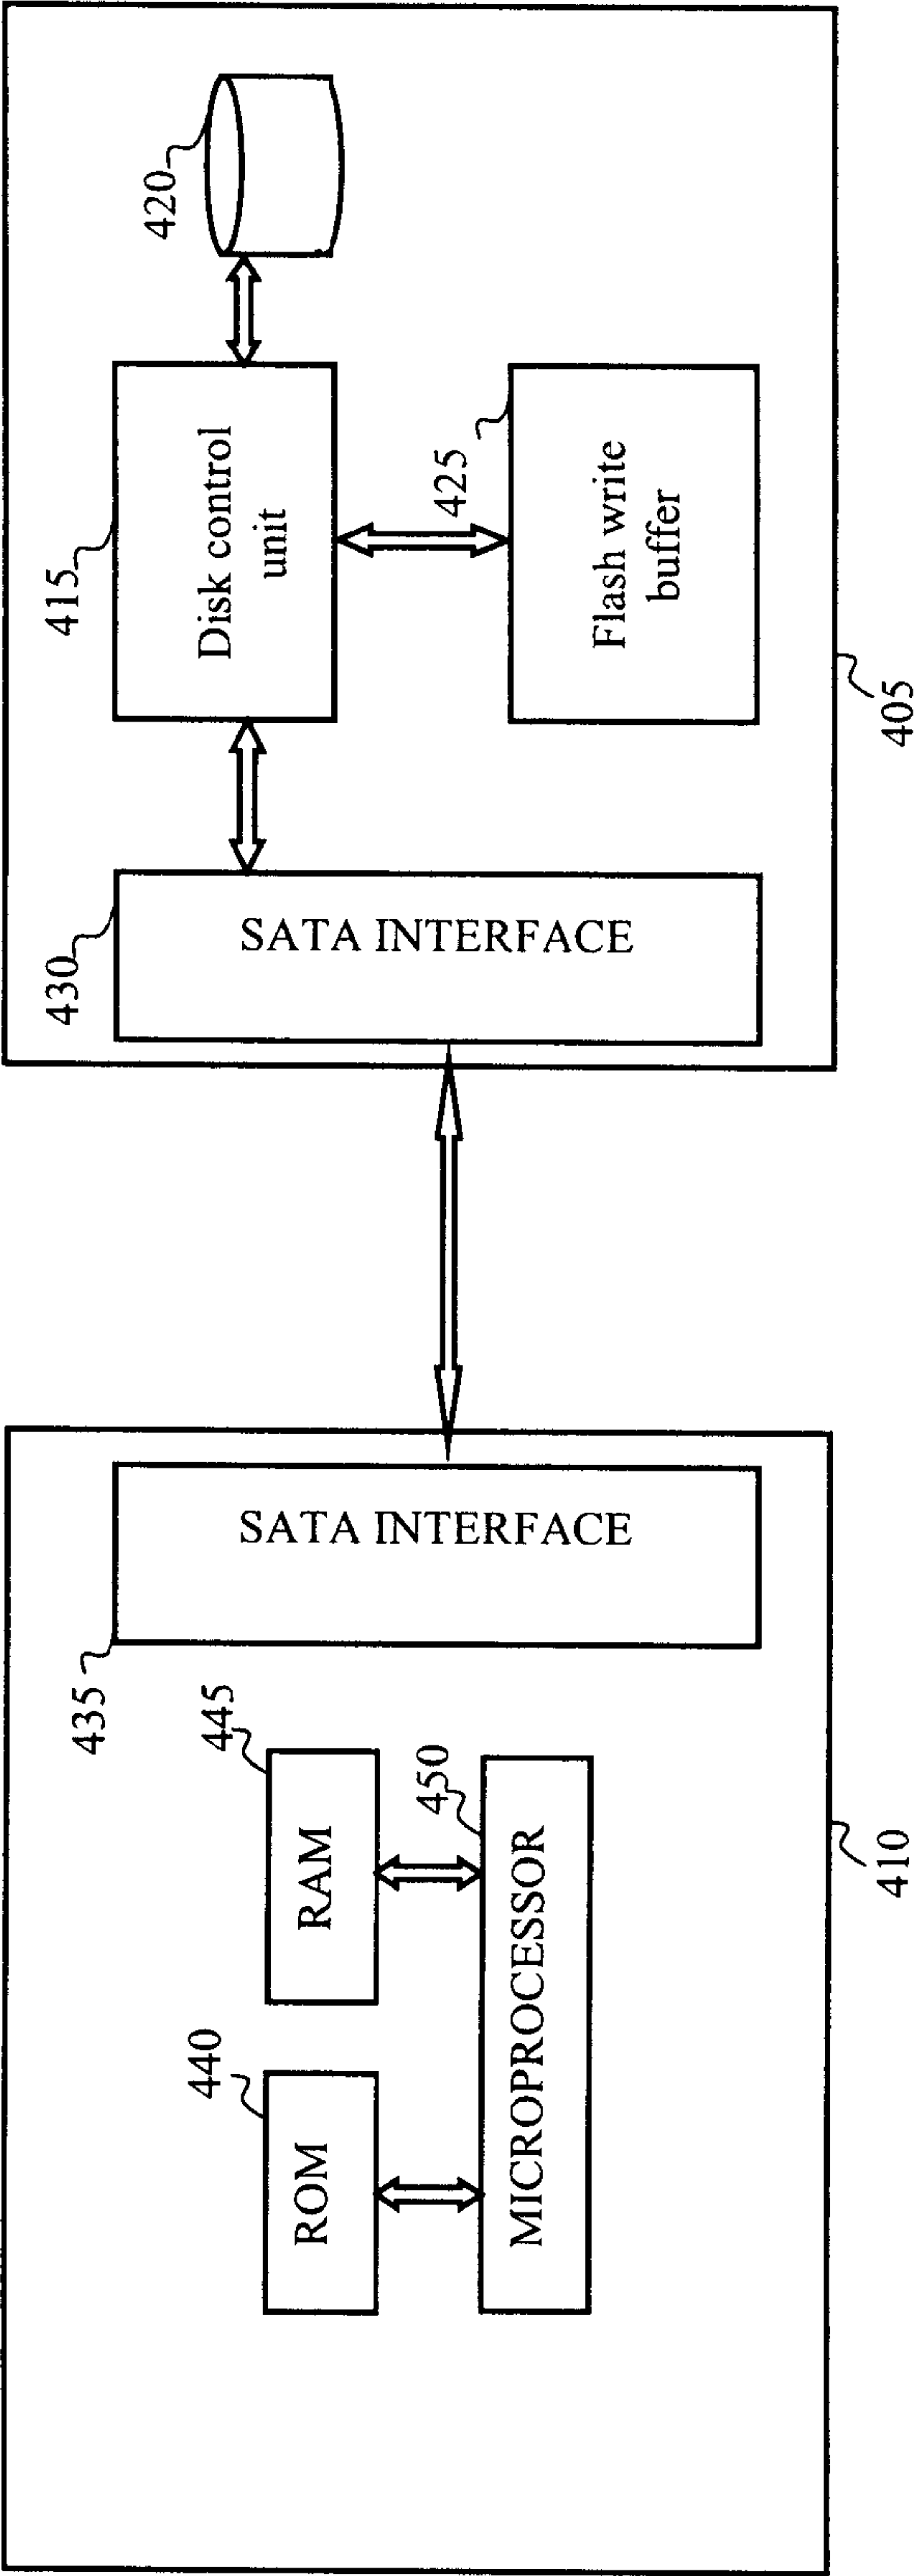 435
SATA INTERFACE
445
RAM
440
ROM
450
MICROPROCESSOR
410
430
SATA INTERFACE
415
Disk control
unit
420
425
Flash write
buffer
405